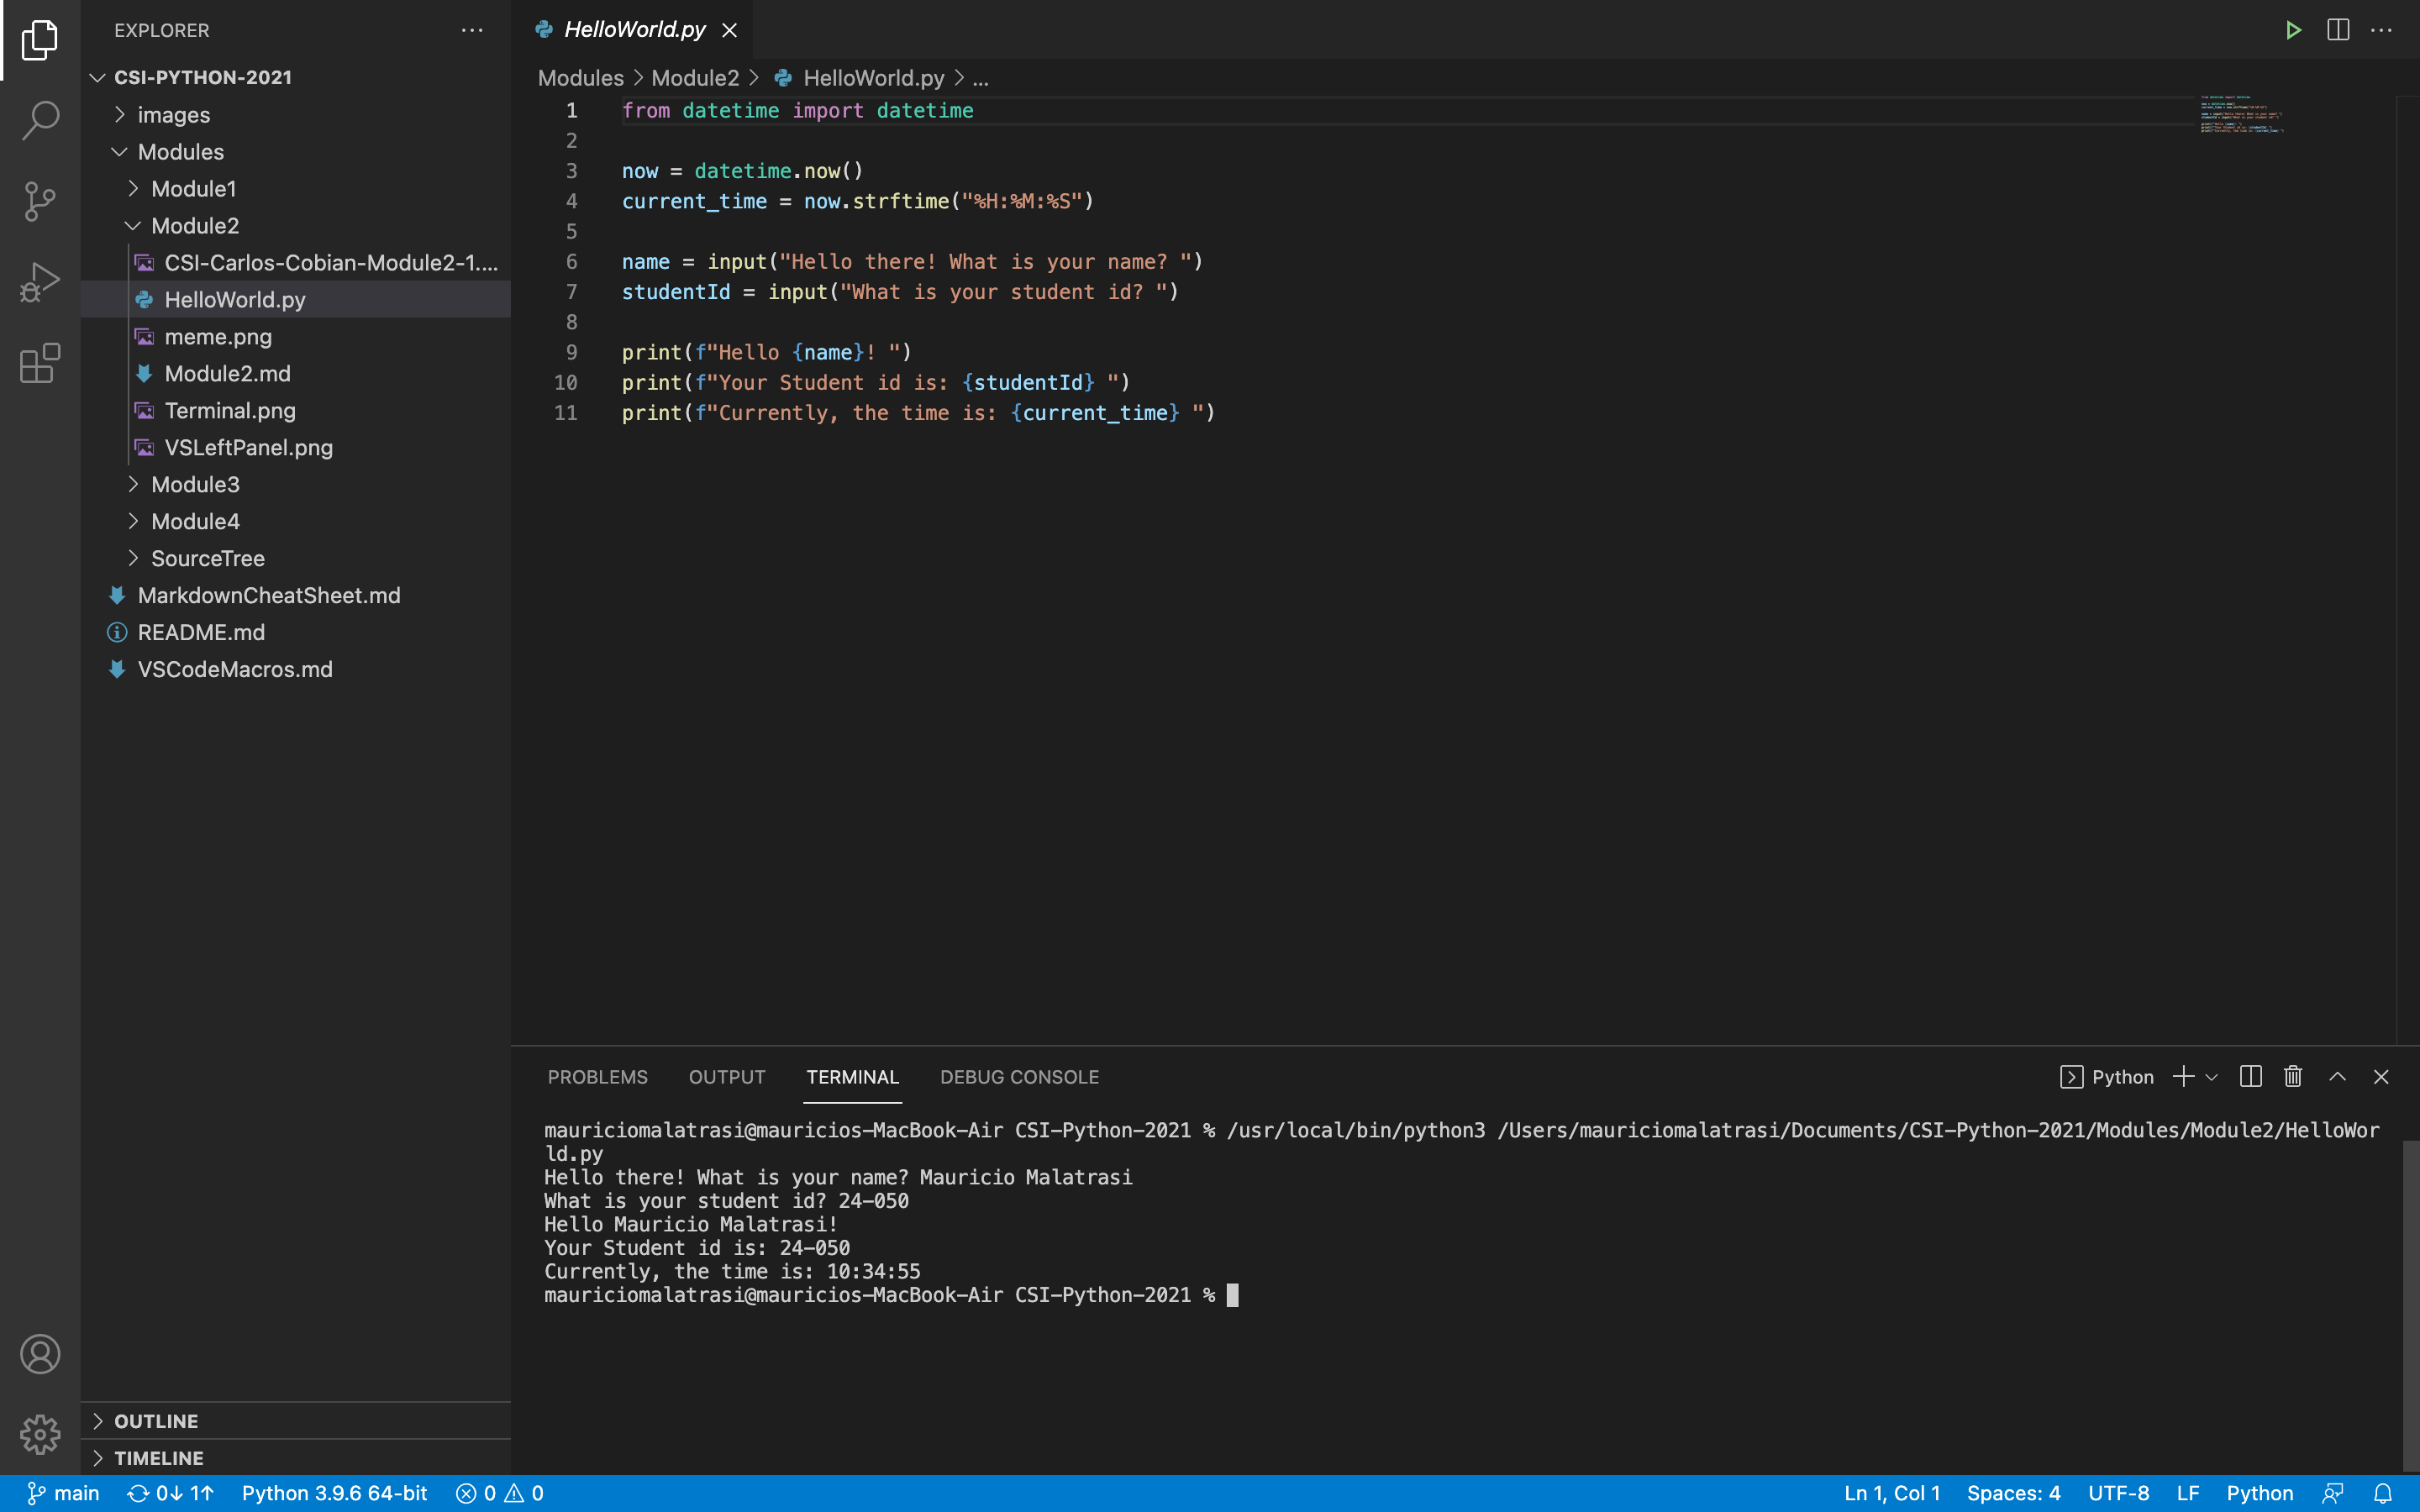 EXPLORER
CSI-PYTHON-2021
images
Modules
Module1
Module2
CSI-Carlos-Cobian-Module2-1....
HelloWorld.py
meme.png
Module2.md
Terminal.png
VSLeftPanel.png
Module3
Module4
SourceTree
MarkdownCheatSheet.md
README.md
VSCodeMacros.md
OUTLINE
TIMELINE
HelloWorld.py
Modules > Module2 > HelloWorld.py > ...
1 from datetime import datetime
2
3 now = datetime.now()
4 current_time = now.strftime("%H:%M:%S")
5
6 name = input("Hello there! What is your name? ")
7 studentId = input("What is your student id? ")
8
9 print(f"Hello {name}! ")
10 print(f"Your Student id is: {studentId} ")
11 print(f"Currently, the time is: {current_time} ")
PROBLEMS OUTPUT TERMINAL DEBUG CONSOLE Python
mauriciomalatrasi@mauricios-MacBook-Air CSI-Python-2021 % /usr/local/bin/python3 /Users/mauriciomalatrasi/Documents/CSI-Python-2021/Modules/Module2/HelloWor
ld.py
Hello there! What is your name? Mauricio Malatrasi
What is your student id? 24-050
Hello Mauricio Malatrasi!
Your Student id is: 24-050
Currently, the time is: 10:34:55
mauriciomalatrasi@mauricios-MacBook-Air CSI-Python-2021 %
main 0↓ 1↑ Python 3.9.6 64-bit 0 0 Ln 1, Col 1 Spaces: 4 UTF-8 LF Python